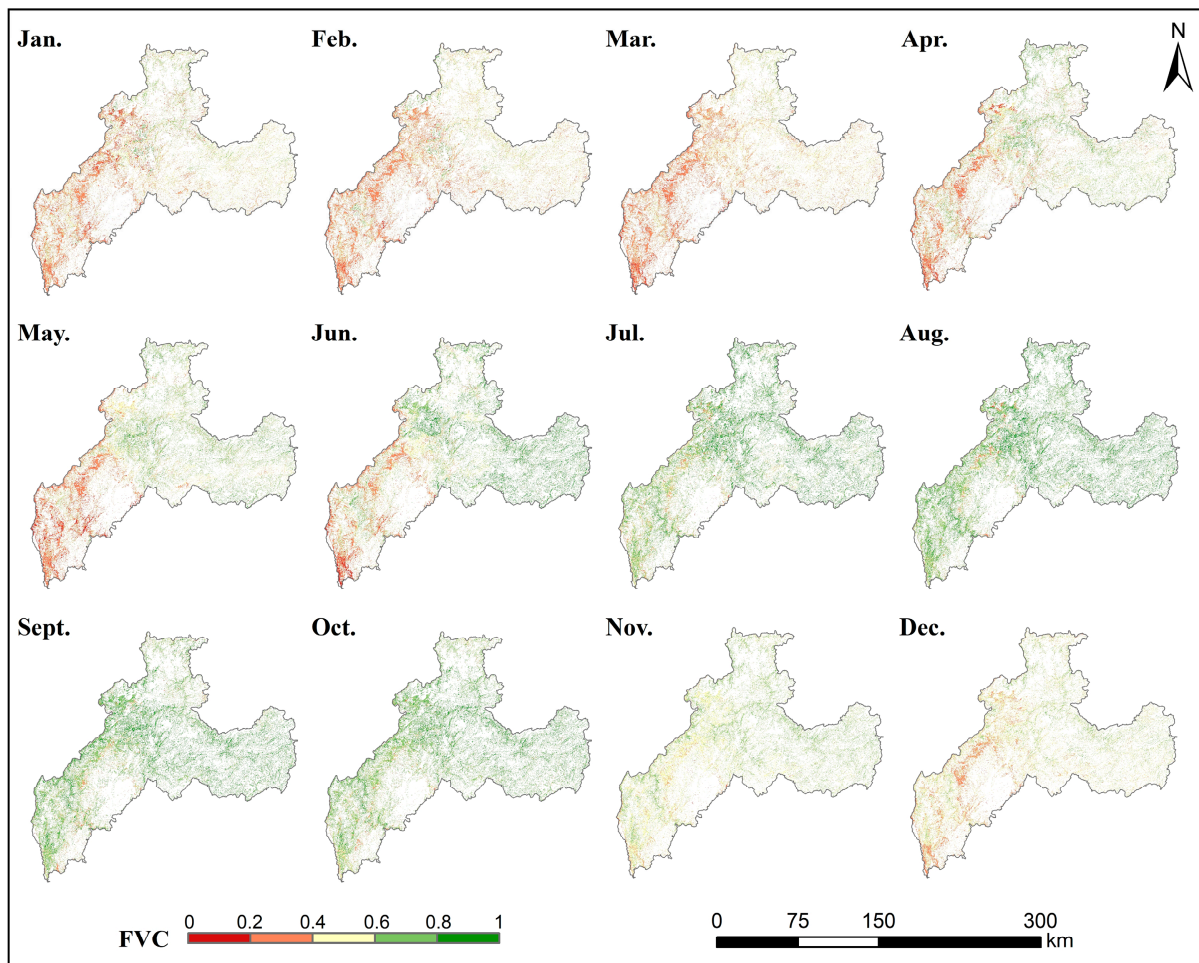 Jan.
Feb.
Mar.
Apr.
N
May.
Jun.
Jul.
Aug.
Sept.
Oct.
Nov.
Dec.
0 0.2 0.4 0.6 0.8 1
FVC
0 75 150 300
km